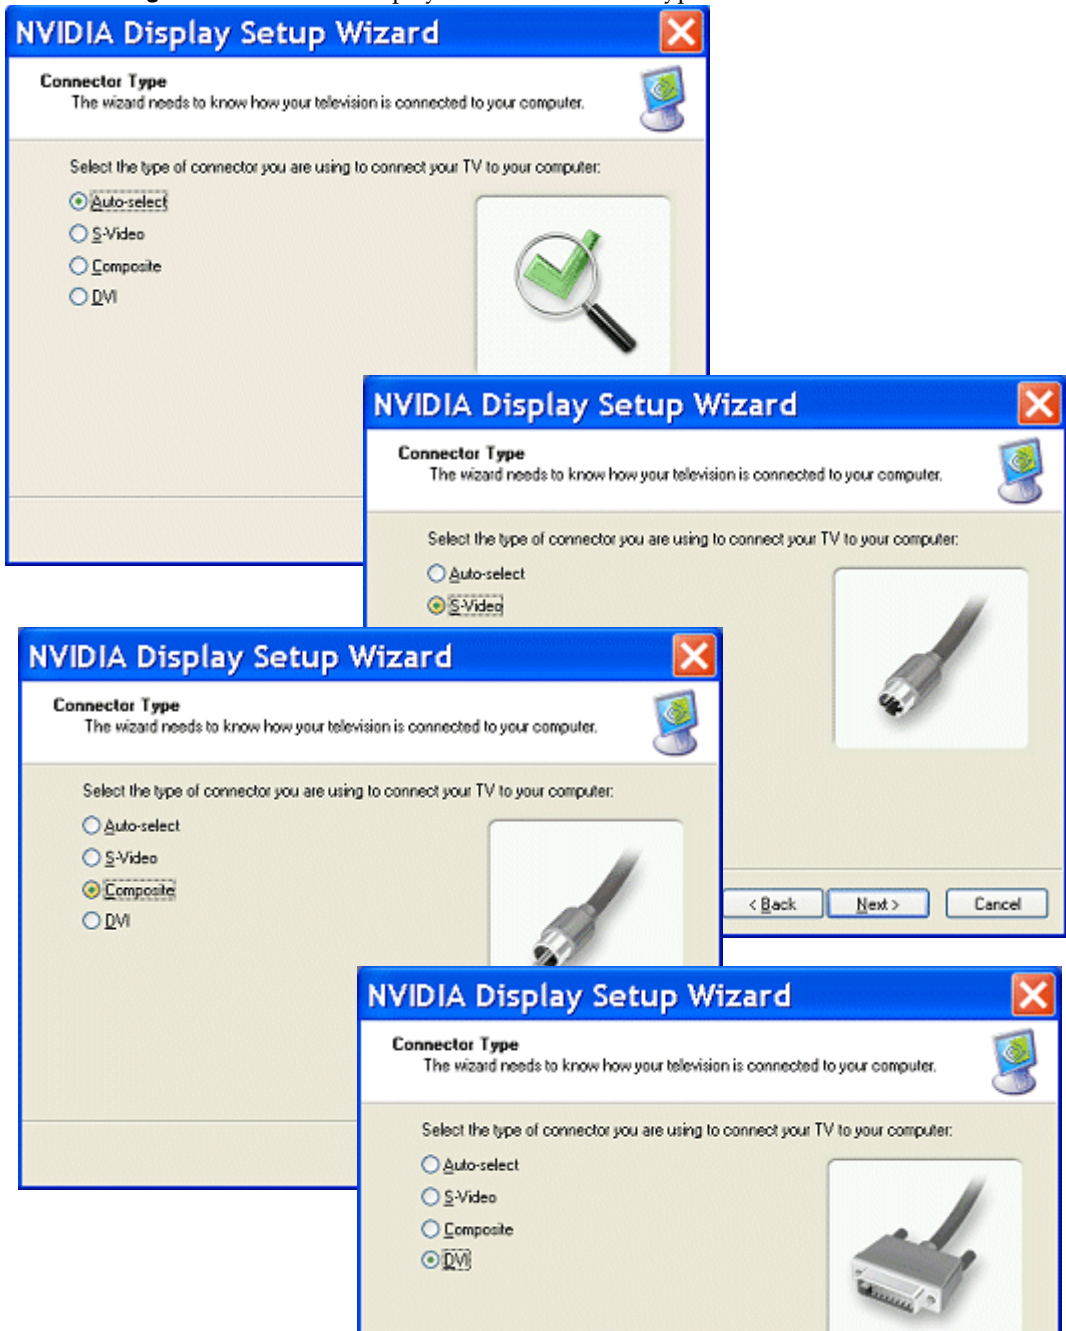 NVIDIA Display Setup Wizard
Connector Type
The wizard needs to know how your television is connected to your computer.
Select the type of connector you are using to connect your TV to your computer:
Auto-select
S-Video
Composite
DVI
NVIDIA Display Setup Wizard
Connector Type
The wizard needs to know how your television is connected to your computer.
Select the type of connector you are using to connect your TV to your computer:
Auto-select
S-Video
< Back
Next >
Cancel
NVIDIA Display Setup Wizard
Connector Type
The wizard needs to know how your television is connected to your computer.
Select the type of connector you are using to connect your TV to your computer:
Auto-select
S-Video
Composite
DVI
NVIDIA Display Setup Wizard
Connector Type
The wizard needs to know how your television is connected to your computer.
Select the type of connector you are using to connect your TV to your computer:
Auto-select
S-Video
Composite
DVI